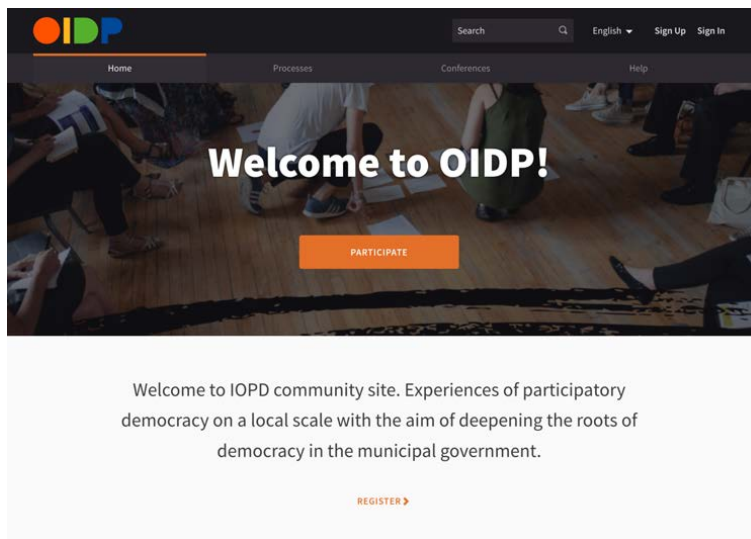 OIDP
Search
English
Sign Up
Sign In
Home
Processes
Conferences
Help
Welcome to OIDP!
PARTICIPATE
Welcome to IOPD community site. Experiences of participatory
democracy on a local scale with the aim of deepening the roots of
democracy in the municipal government.
REGISTER